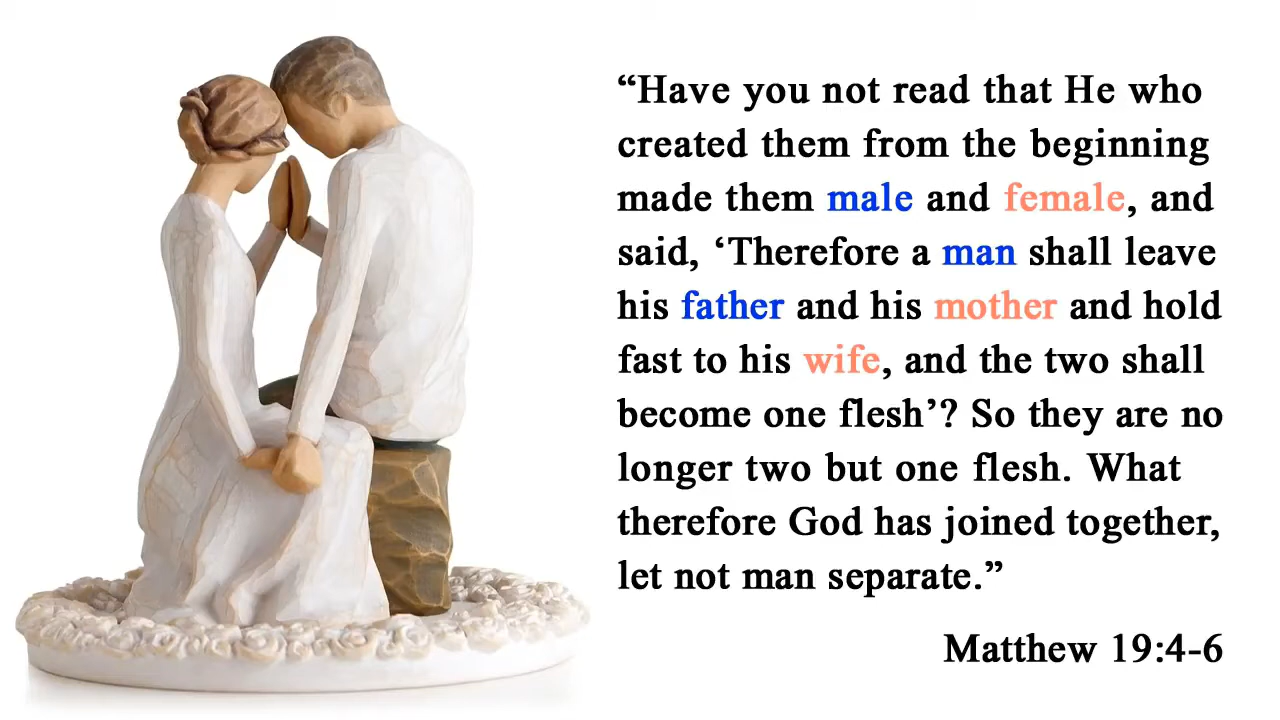 “Have you not read that He who
created them from the beginning
made them male and female, and
said, ‘Therefore a man shall leave
his father and his mother and hold
fast to his wife, and the two shall
become one flesh’? So they are no
longer two but one flesh. What
therefore God has joined together,
let not man separate.”
Matthew 19:4-6